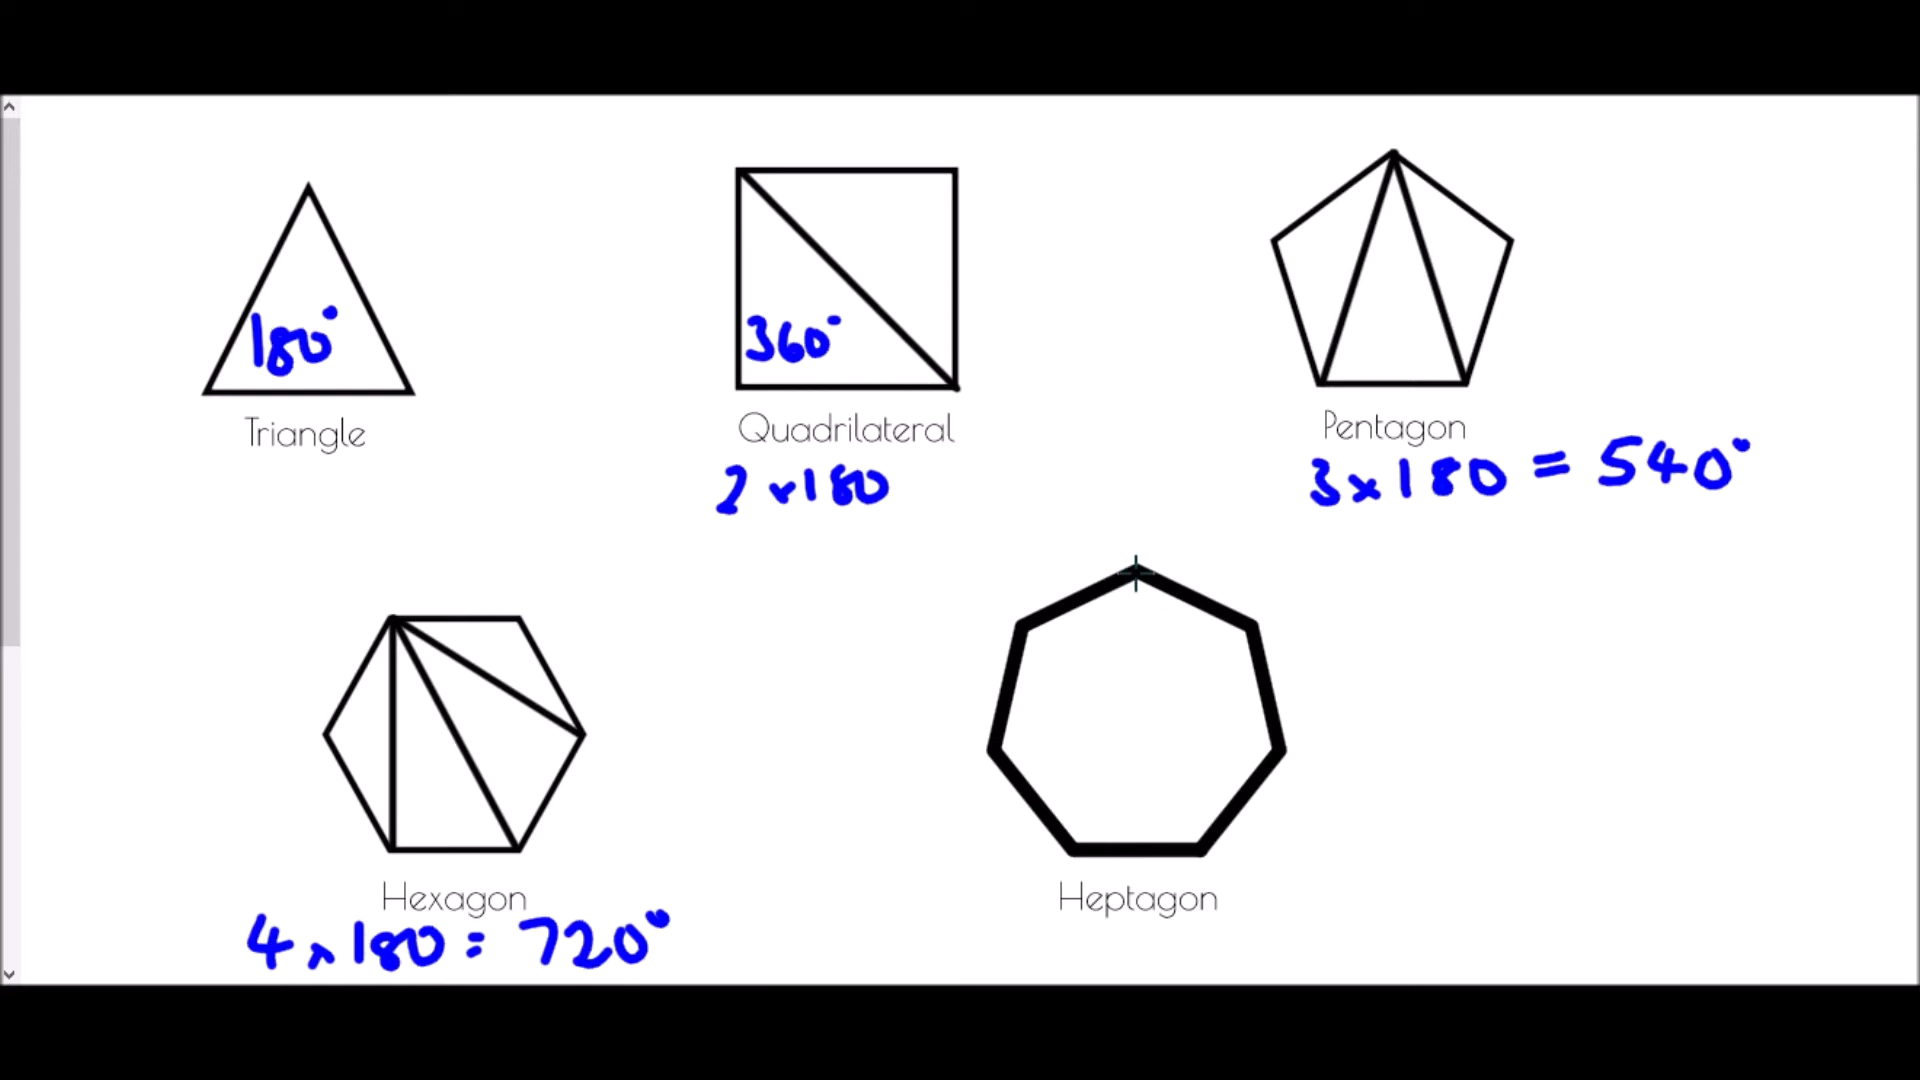 180°
360°
Triangle
Quadrilateral
Pentagon
2 x 180
3 x 180 = 540°
Hexagon
Heptagon
4 x 180 = 720°